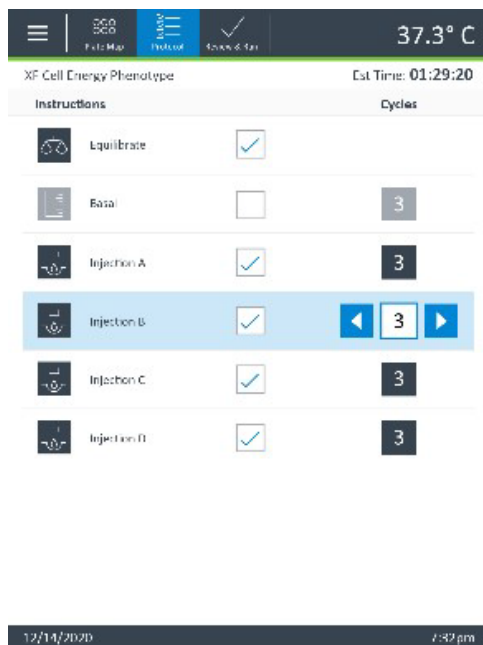 Plate Map Protocol Review & Run 37.3° C
XF Cell Energy Phenotype Est Time: 01:29:20
Instructions Cycles
Equilibrate
Basal 3
Injection A 3
Injection B 3
Injection C 3
Injection D 3
12/14/2020 7:32 pm